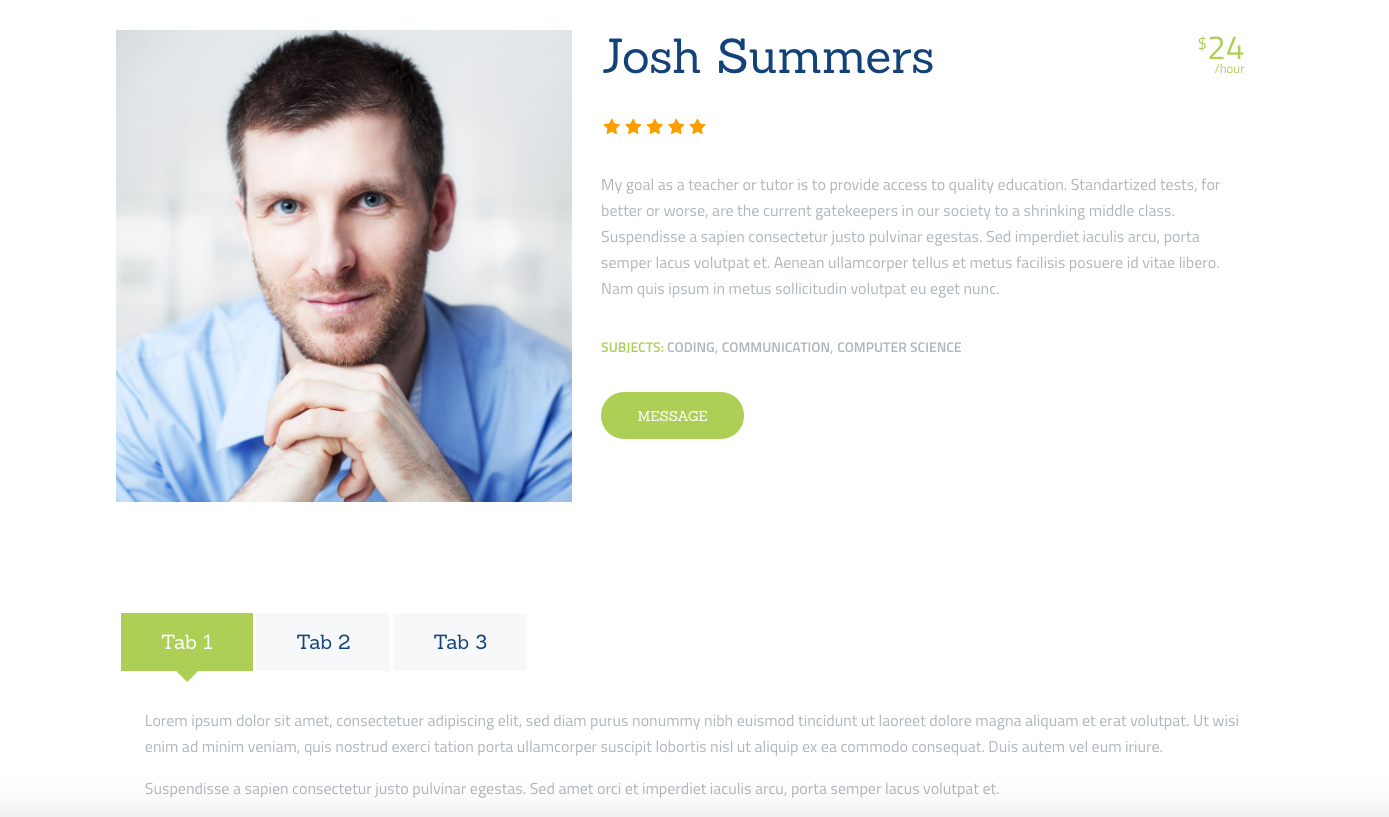 Josh Summers
$24
/hour
My goal as a teacher or tutor is to provide access to quality education. Standartized tests, for
better or worse, are the current gatekeepers in our society to a shrinking middle class.
Suspendisse a sapien consectetur justo pulvinar egestas. Sed imperdiet iaculis arcu, porta
semper lacus volutpat et. Aenean ullamcorper tellus et metus facilisis posuere id vitae libero.
Nam quis ipsum in metus sollicitudin volutpat eu eget nunc.
SUBJECTS: CODING, COMMUNICATION, COMPUTER SCIENCE
MESSAGE
Tab 1
Tab 2
Tab 3
Lorem ipsum dolor sit amet, consectetuer adipiscing elit, sed diam purus nonummy nibh euismod tincidunt ut laoreet dolore magna aliquam et erat volutpat. Ut wisi
enim ad minim veniam, quis nostrud exerci tation porta ullamcorper suscipit lobortis nisl ut aliquip ex ea commodo consequat. Duis autem vel eum iriure.
Suspendisse a sapien consectetur justo pulvinar egestas. Sed amet orci et imperdiet iaculis arcu, porta semper lacus volutpat et.